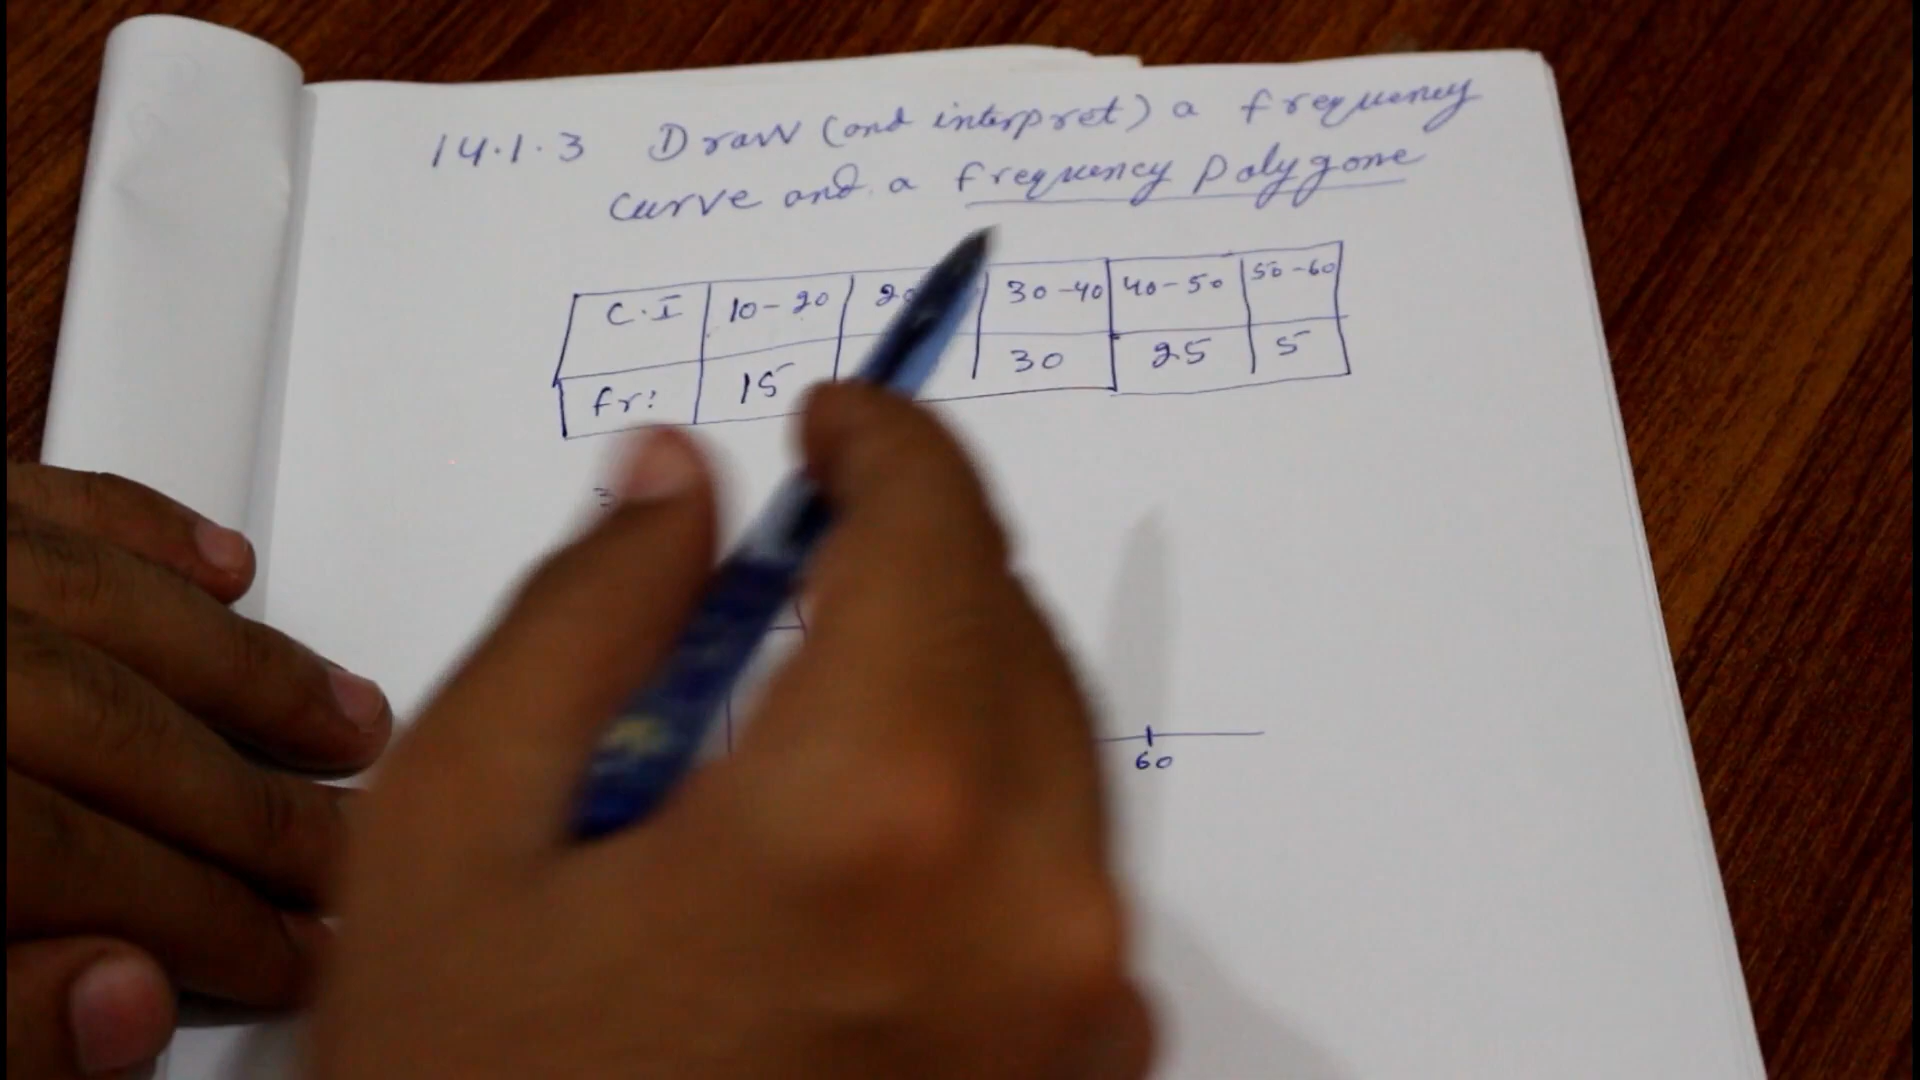 14.1.3 Draw (and interpret) a frequency
curve and a frequency polygone
C.I 10-20 30-40 40-50 50-60
fr: 15 30 25 5
60